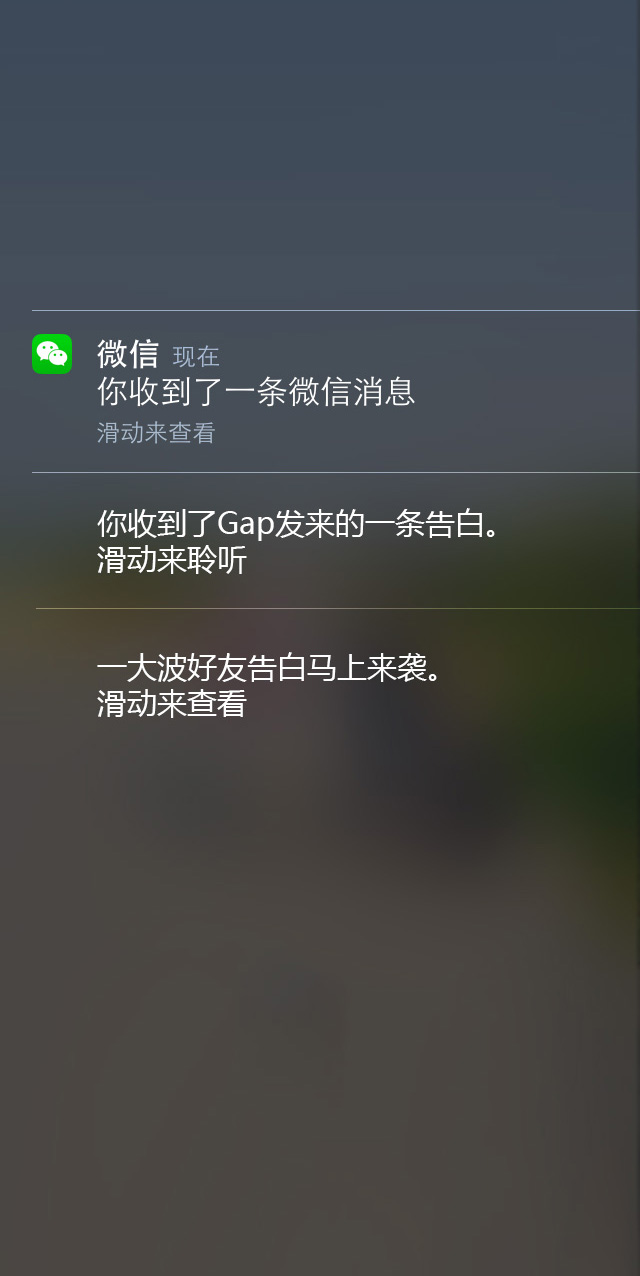 微信 现在
你收到了一条微信消息
滑动来查看
你收到了Gap发来的一条告白。
滑动来聆听
一大波好友告白马上来袭。
滑动来查看